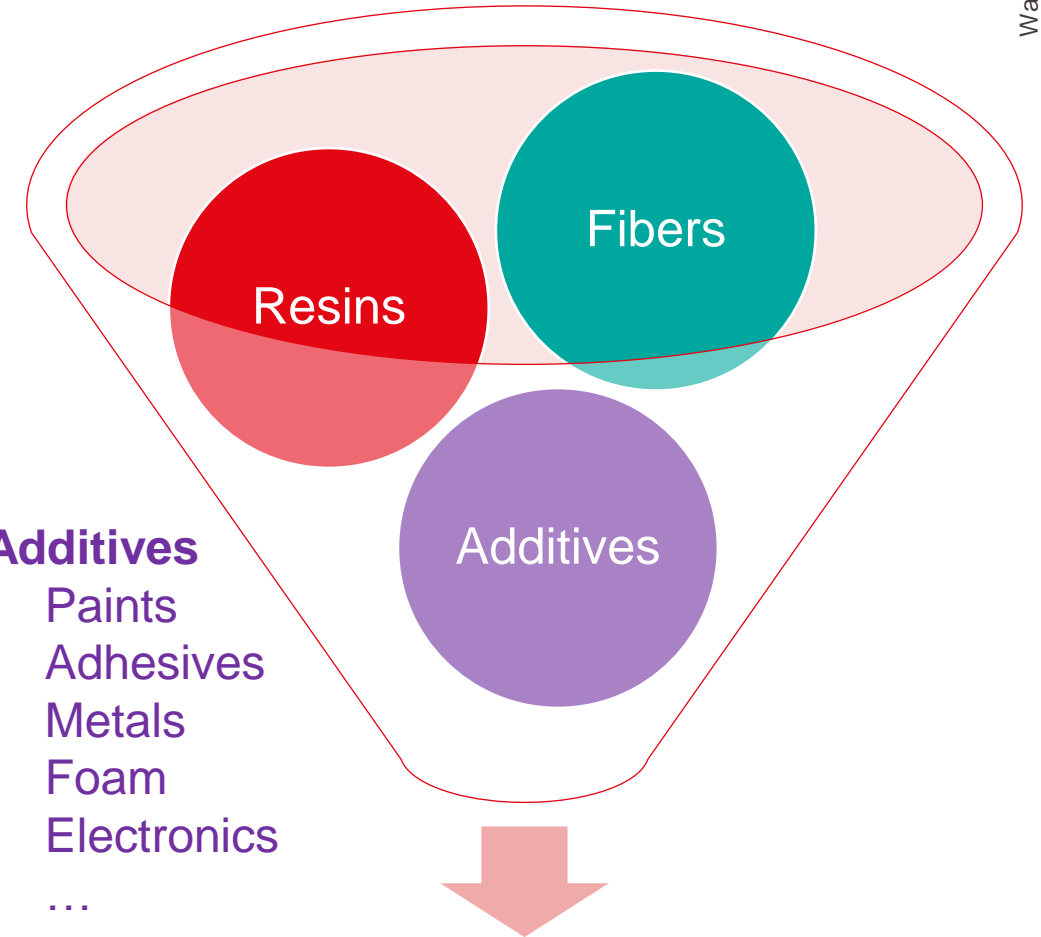 Fibers
Resins
Additives
Additives
Paints
Adhesives
Metals
Foam
Electronics
…